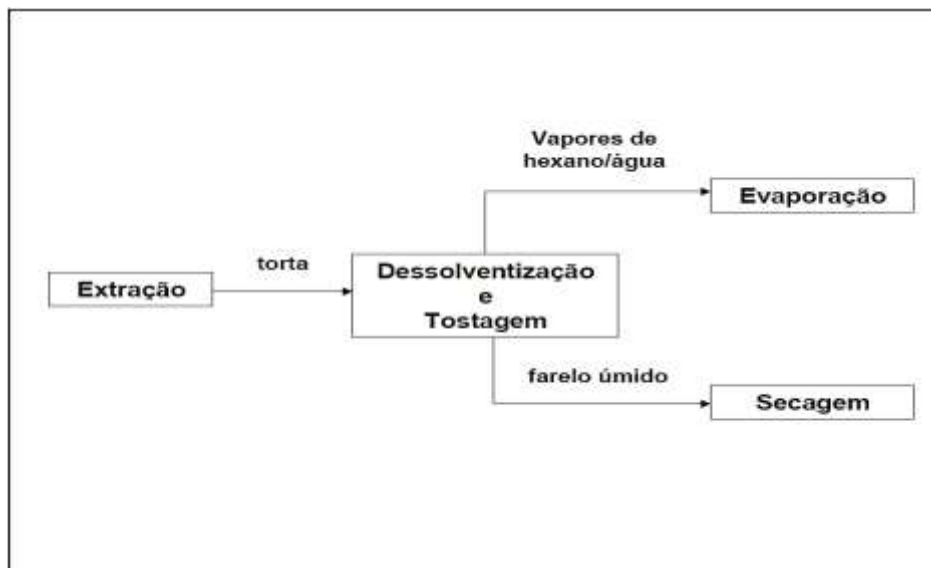 Vapores de
hexano/água
Evaporação
torta
Extração
Dessolventização
e
Tostagem
farelo úmido
Secagem